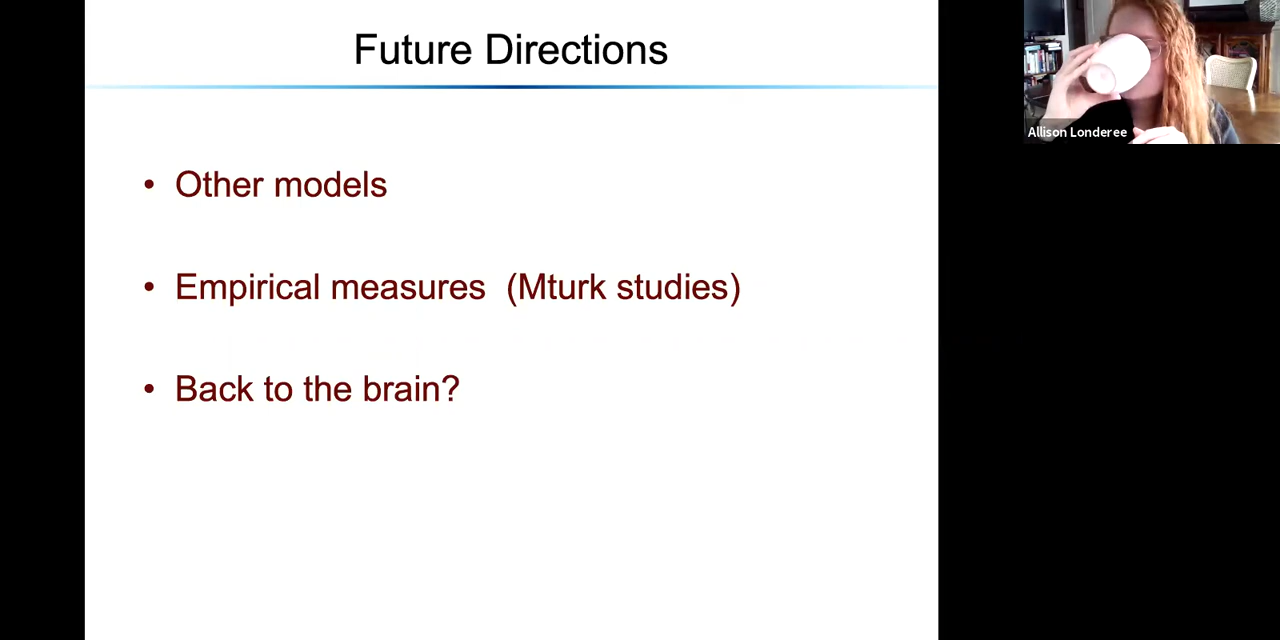 Future Directions
Allison Londeree
• Other models
• Empirical measures (Mturk studies)
• Back to the brain?